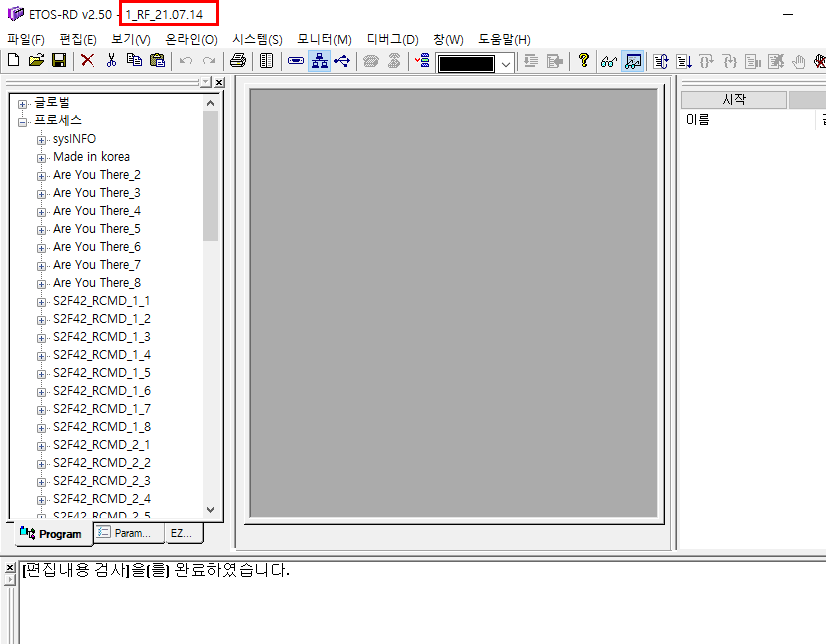 ETOS-RD v2.50 - 1_RF_21.07.14
파일(F) 편집(E) 보기(V) 온라인(O) 시스템(S) 모니터(M) 디버그(D) 창(W) 도움말(H)
글로벌
프로세스
sysINFO
Made in korea
Are You There_2
Are You There_3
Are You There_4
Are You There_5
Are You There_6
Are You There_7
Are You There_8
S2F42_RCMD_1_1
S2F42_RCMD_1_2
S2F42_RCMD_1_3
S2F42_RCMD_1_4
S2F42_RCMD_1_5
S2F42_RCMD_1_6
S2F42_RCMD_1_7
S2F42_RCMD_1_8
S2F42_RCMD_2_1
S2F42_RCMD_2_2
S2F42_RCMD_2_3
S2F42_RCMD_2_4
S2F42_RCMD_2_5
Program Param... EZ...
시작
이름
[편집내용 검사]을(를) 완료하였습니다.